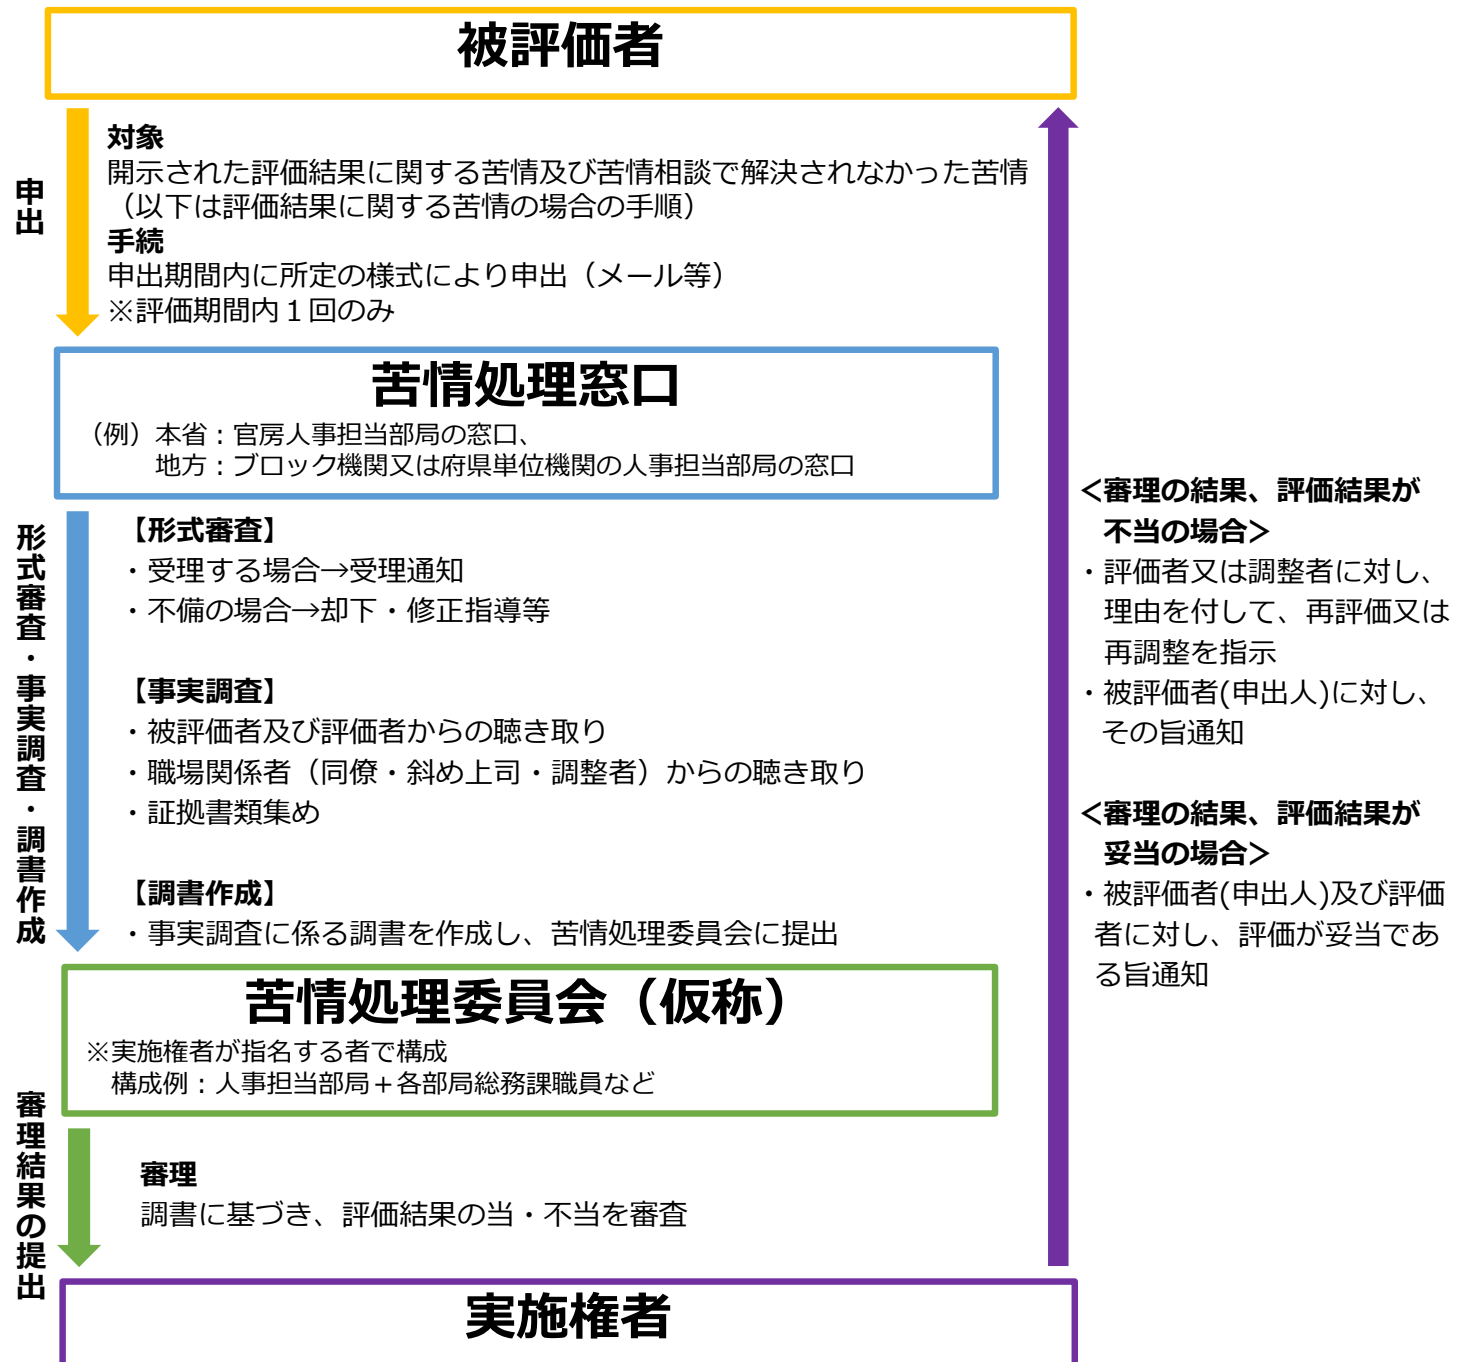 被評価者
申出
対象
開示された評価結果に関する苦情及び苦情相談で解決されなかった苦情
（以下は評価結果に関する苦情の場合の手順）
手続
申出期間内に所定の様式により申出（メール等）
※評価期間内１回のみ
苦情処理窓口
（例）本省：官房人事担当部局の窓口、
地方：ブロック機関又は府県単位機関の人事担当部局の窓口
形式審査・事実調査・調書作成
【形式審査】
・受理する場合→受理通知
・不備の場合→却下・修正指導等
【事実調査】
・被評価者及び評価者からの聴き取り
・職場関係者（同僚・斜め上司・調整者）からの聴き取り
・証拠書類集め
【調書作成】
・事実調査に係る調書を作成し、苦情処理委員会に提出
苦情処理委員会（仮称）
※実施権者が指名する者で構成
構成例：人事担当部局＋各部局総務課職員など
審理結果の提出
審理
調書に基づき、評価結果の当・不当を審査
実施権者
＜審理の結果、評価結果が
不当の場合＞
・評価者又は調整者に対し、
理由を付して、再評価又は
再調整を指示
・被評価者(申出人)に対し、
その旨通知
＜審理の結果、評価結果が
妥当の場合＞
・被評価者(申出人)及び評価
者に対し、評価が妥当であ
る旨通知